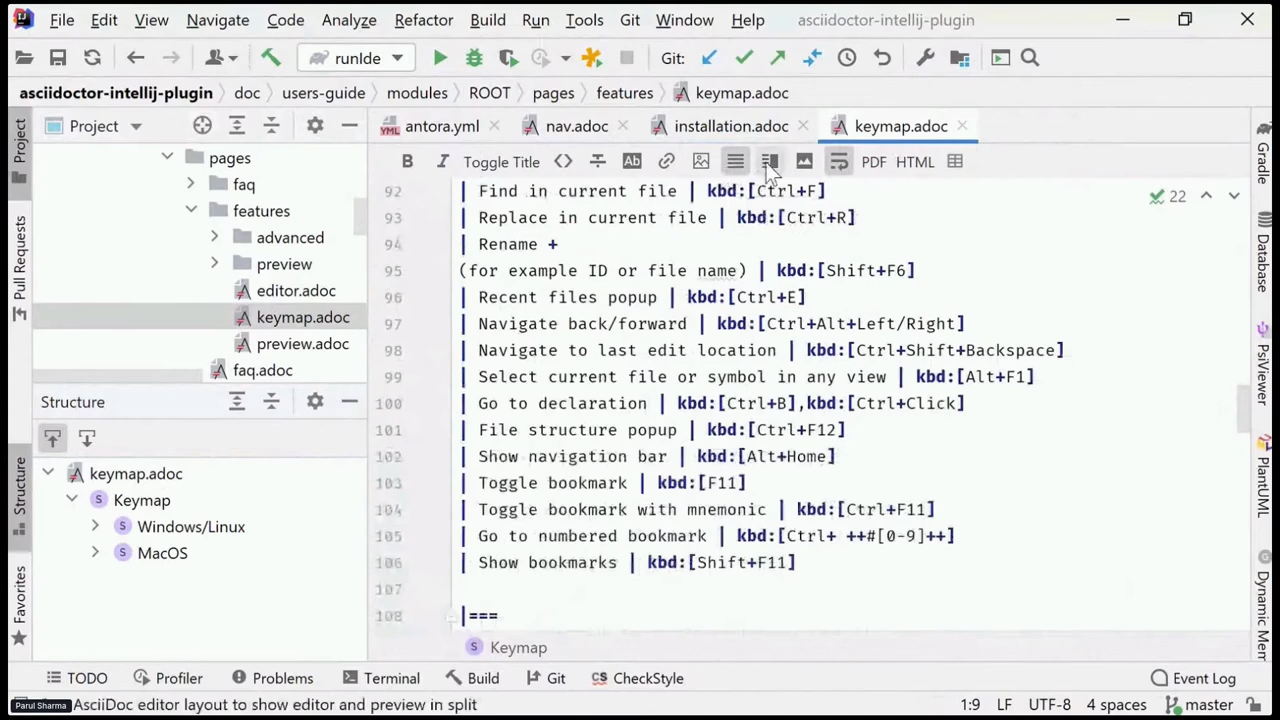 File Edit View Navigate Code Analyze Refactor Build Run Tools Git Window Help asciidoctor-intellij-plugin
runIde Git:
asciidoctor-intellij-plugin doc users-guide modules ROOT pages features keymap.adoc
Project
antora.yml nav.adoc installation.adoc keymap.adoc
B I Toggle Title Ab PDF HTML
Project
Pull Requests
Structure
Favorites
pages
faq
features
advanced
preview
editor.adoc
keymap.adoc
preview.adoc
faq.adoc
Structure
keymap.adoc
S Keymap
S Windows/Linux
S MacOS
22
92 | Find in current file | kbd:[Ctrl+F]
93 | Replace in current file | kbd:[Ctrl+R]
94 | Rename +
95 (for example ID or file name) | kbd:[Shift+F6]
96 | Recent files popup | kbd:[Ctrl+E]
97 | Navigate back/forward | kbd:[Ctrl+Alt+Left/Right]
98 | Navigate to last edit location | kbd:[Ctrl+Shift+Backspace]
99 | Select current file or symbol in any view | kbd:[Alt+F1]
100 | Go to declaration | kbd:[Ctrl+B],kbd:[Ctrl+Click]
101 | File structure popup | kbd:[Ctrl+F12]
102 | Show navigation bar | kbd:[Alt+Home]
103 | Toggle bookmark | kbd:[F11]
104 | Toggle bookmark with mnemonic | kbd:[Ctrl+F11]
105 | Go to numbered bookmark | kbd:[Ctrl+ ++#[0-9]++]
106 | Show bookmarks | kbd:[Shift+F11]
107
108 |===
S Keymap
Gradle
Database
PsiViewer
PlantUML
TODO Profiler Problems Terminal Build Git CheckStyle Event Log
Parul Sharma
AsciiDoc editor layout to show editor and preview in split 1:9 LF UTF-8 4 spaces master